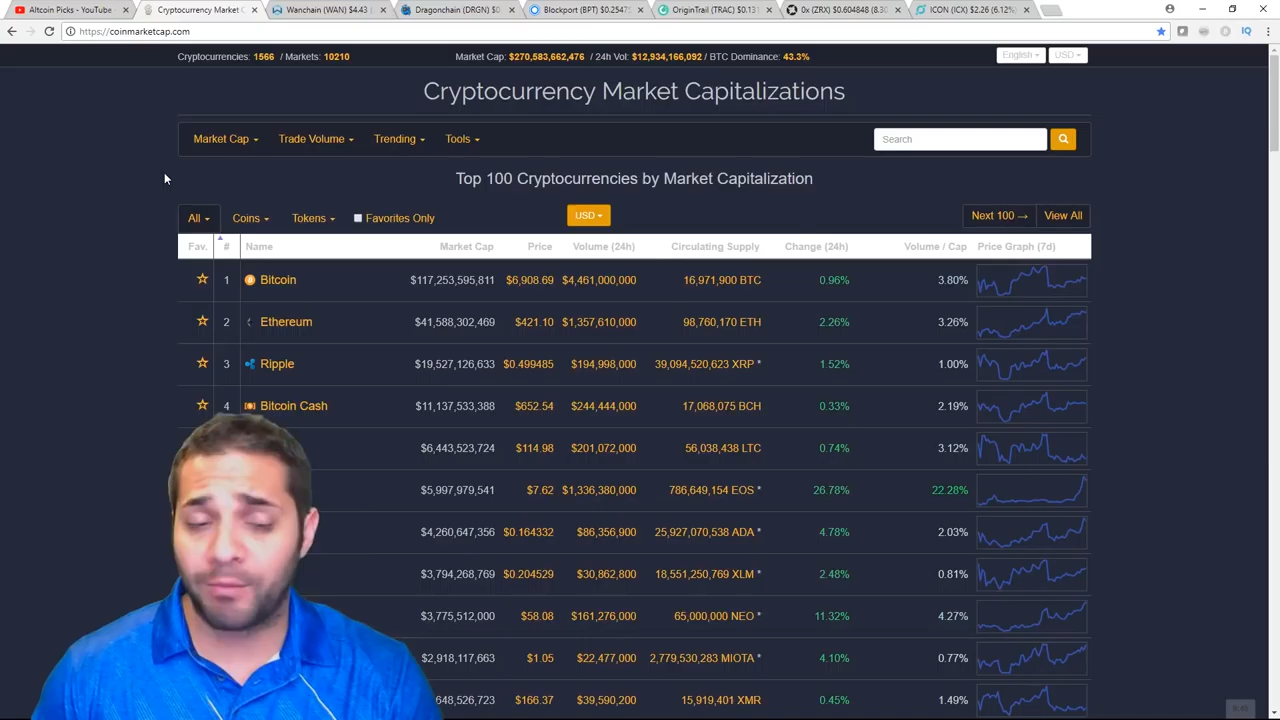 Altcoin Picks - YouTube
Cryptocurrency Market C
Wanchain (WAN) $4.43
Dragonchain (DRGN) $0
Blockport (BPT) $0.2547
OriginTrail (TRAC) $0.131
0x (ZRX) $0.604848 (8.30
ICON (ICX) $2.26 (6.12%)
https://coinmarketcap.com
IQ
Cryptocurrencies: 1566 / Markets: 10210
Market Cap: $270,583,662,476 / 24h Vol: $12,934,166,092 / BTC Dominance: 43.3%
English
USD
Cryptocurrency Market Capitalizations
Market Cap Trade Volume Trending Tools
Search
Top 100 Cryptocurrencies by Market Capitalization
All Coins Tokens Favorites Only
USD
Next 100 → View All
Fav. # Name Market Cap Price Volume (24h) Circulating Supply Change (24h) Volume / Cap Price Graph (7d)
1 Bitcoin $117,253,595,811 $6,908.69 $4,461,000,000 16,971,900 BTC 0.96% 3.80%
2 Ethereum $41,588,302,469 $421.10 $1,357,610,000 98,760,170 ETH 2.26% 3.26%
3 Ripple $19,527,126,633 $0.499485 $194,998,000 39,094,520,623 XRP * 1.52% 1.00%
4 Bitcoin Cash $11,137,533,388 $652.54 $244,444,000 17,068,075 BCH 0.33% 2.19%
$6,443,523,724 $114.98 $201,072,000 56,038,438 LTC 0.74% 3.12%
$5,997,979,541 $7.62 $1,336,380,000 786,649,154 EOS * 26.78% 22.28%
$4,260,647,356 $0.164332 $86,356,900 25,927,070,538 ADA * 4.78% 2.03%
$3,794,268,769 $0.204529 $30,862,800 18,551,250,769 XLM * 2.48% 0.81%
$3,775,512,000 $58.08 $161,276,000 65,000,000 NEO * 11.32% 4.27%
$2,918,117,663 $1.05 $22,477,000 2,779,530,283 MIOTA * 4.10% 0.77%
648,526,723 $166.37 $39,590,200 15,919,401 XMR 0.45% 1.49%